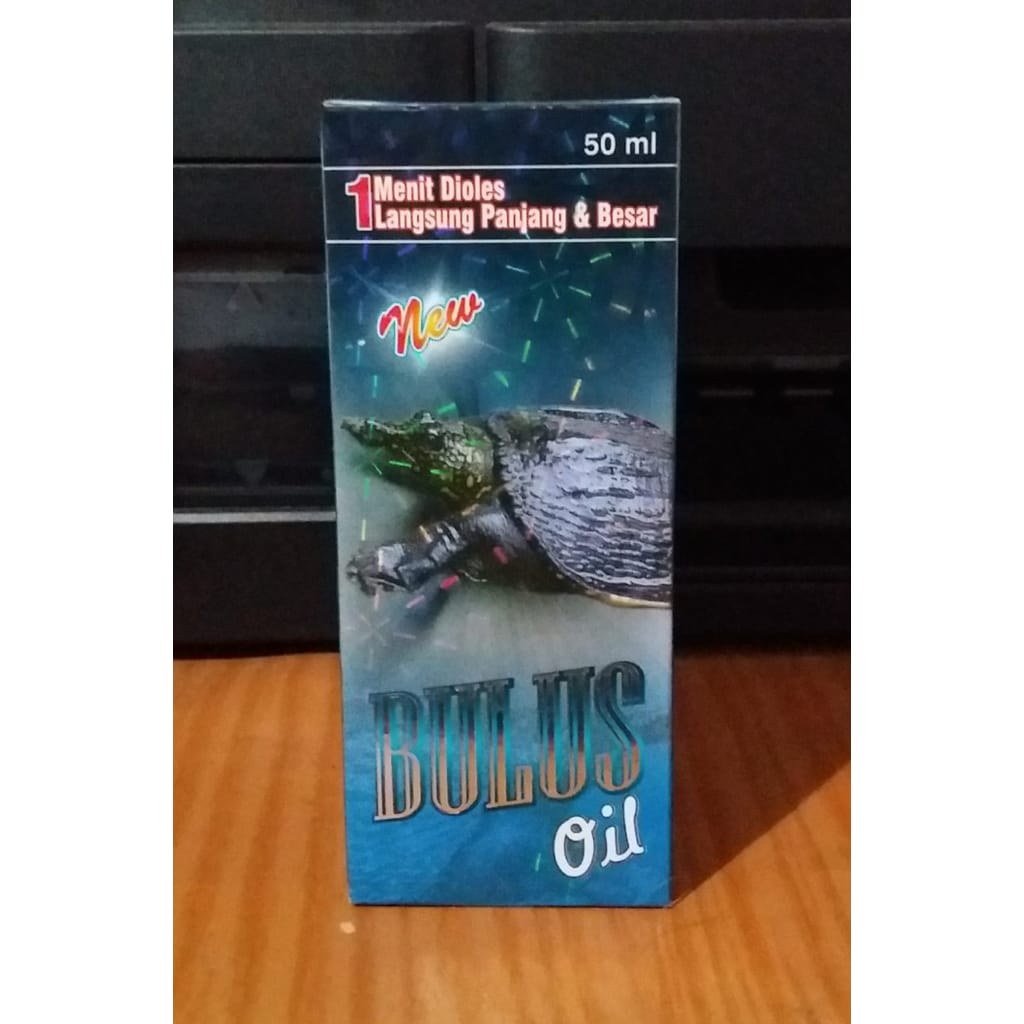 50 ml
1 Menit Dioles
Langsung Panjang & Besar
New
BULUS
Oil